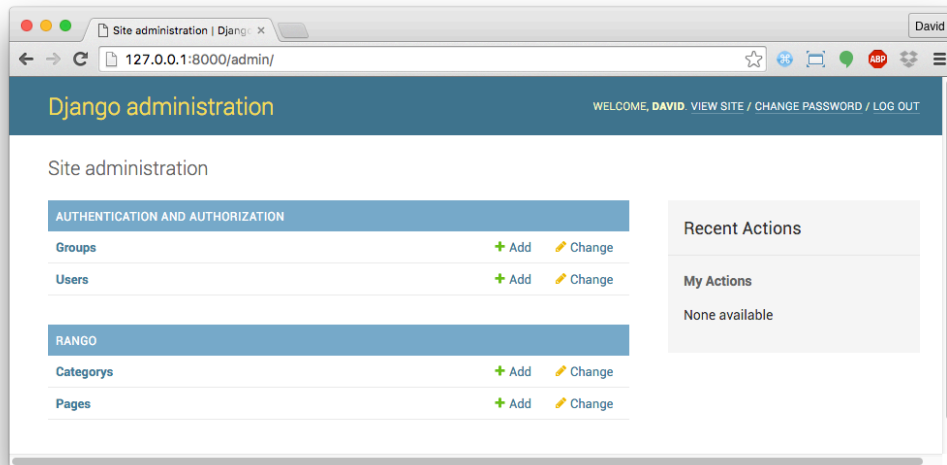 Site administration | Djang
David
127.0.0.1:8000/admin/
ABP
Django administration
WELCOME, DAVID. VIEW SITE / CHANGE PASSWORD / LOG OUT
Site administration
AUTHENTICATION AND AUTHORIZATION
Groups Add Change
Users Add Change
RANGO
Categorys Add Change
Pages Add Change
Recent Actions
My Actions
None available